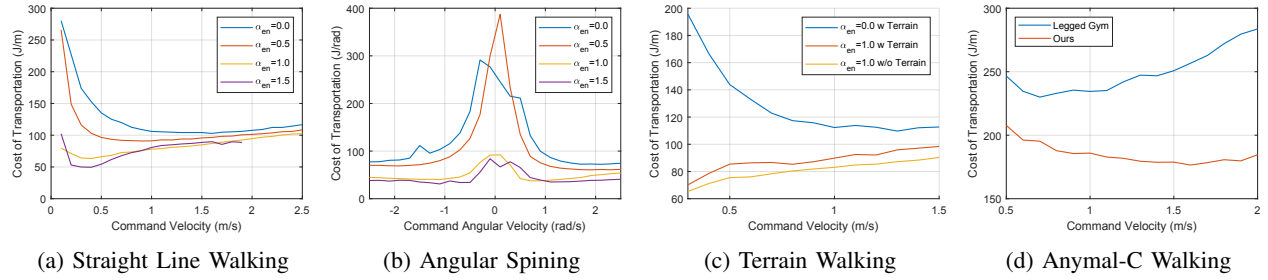 300
250
200
150
100
50
0
Cost of Transportation (J/m)
0 0.5 1 1.5 2 2.5
Command Velocity (m/s)
α_en=0.0
α_en=0.5
α_en=1.0
α_en=1.5
(a) Straight Line Walking
400
300
200
100
0
Cost of Transportation (J/rad)
-2 -1 0 1 2
Command Angular Velocity (rad/s)
α_en=0.0
α_en=0.5
α_en=1.0
α_en=1.5
(b) Angular Spining
200
180
160
140
120
100
80
60
Cost of Transportation (J/m)
0.5 1 1.5
Command Velocity (m/s)
α_en=0.0 w Terrain
α_en=1.0 w Terrain
α_en=1.0 w/o Terrain
(c) Terrain Walking
300
250
200
150
Cost of Transportation (J/m)
0.5 1 1.5 2
Command Velocity (m/s)
Legged Gym
Ours
(d) Anymal-C Walking